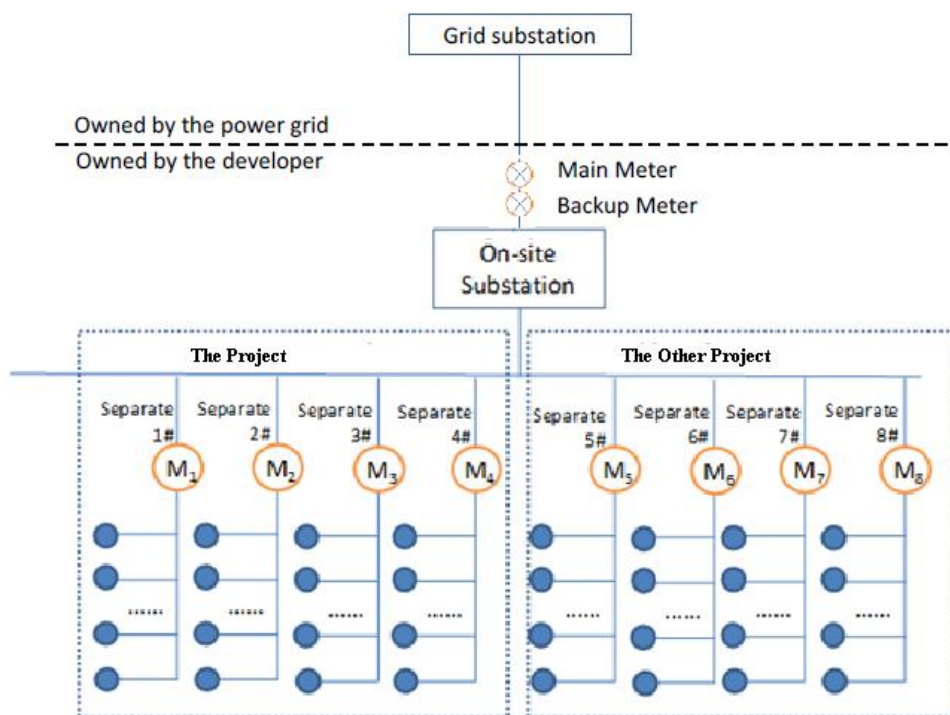 Grid substation
Owned by the power grid
Owned by the developer
Main Meter
Backup Meter
On-site
Substation
The Project
The Other Project
Separate
1#
Separate
2#
Separate
3#
Separate
4#
Separate
5#
Separate
6#
Separate
7#
Separate
8#
M₁
M₂
M₃
M₄
M₅
M₆
M₇
M₈
......
......
......
......
......
......
......
......